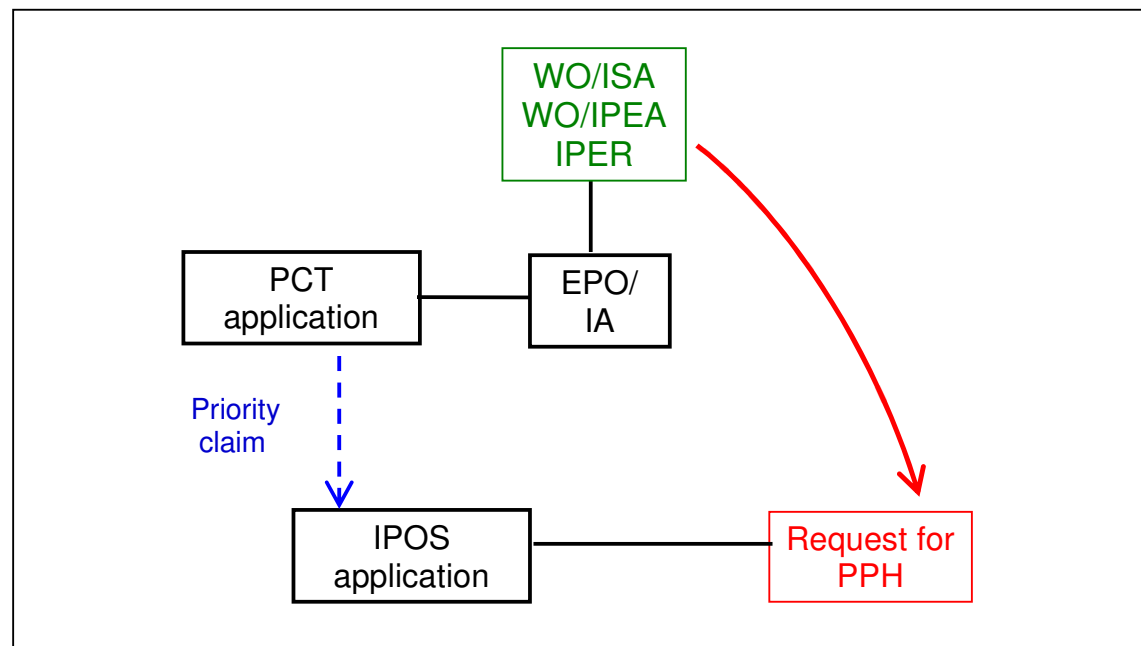 WO/ISA
WO/IPEA
IPER
PCT
application
EPO/
IA
Priority
claim
IPOS
application
Request for
PPH